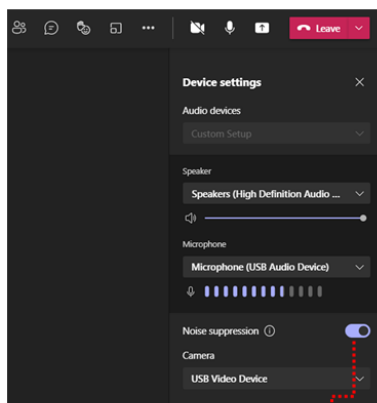 Leave
Device settings
Audio devices
Custom Setup
Speaker
Speakers (High Definition Audio ...
Microphone
Microphone (USB Audio Device)
Noise suppression
Camera
USB Video Device